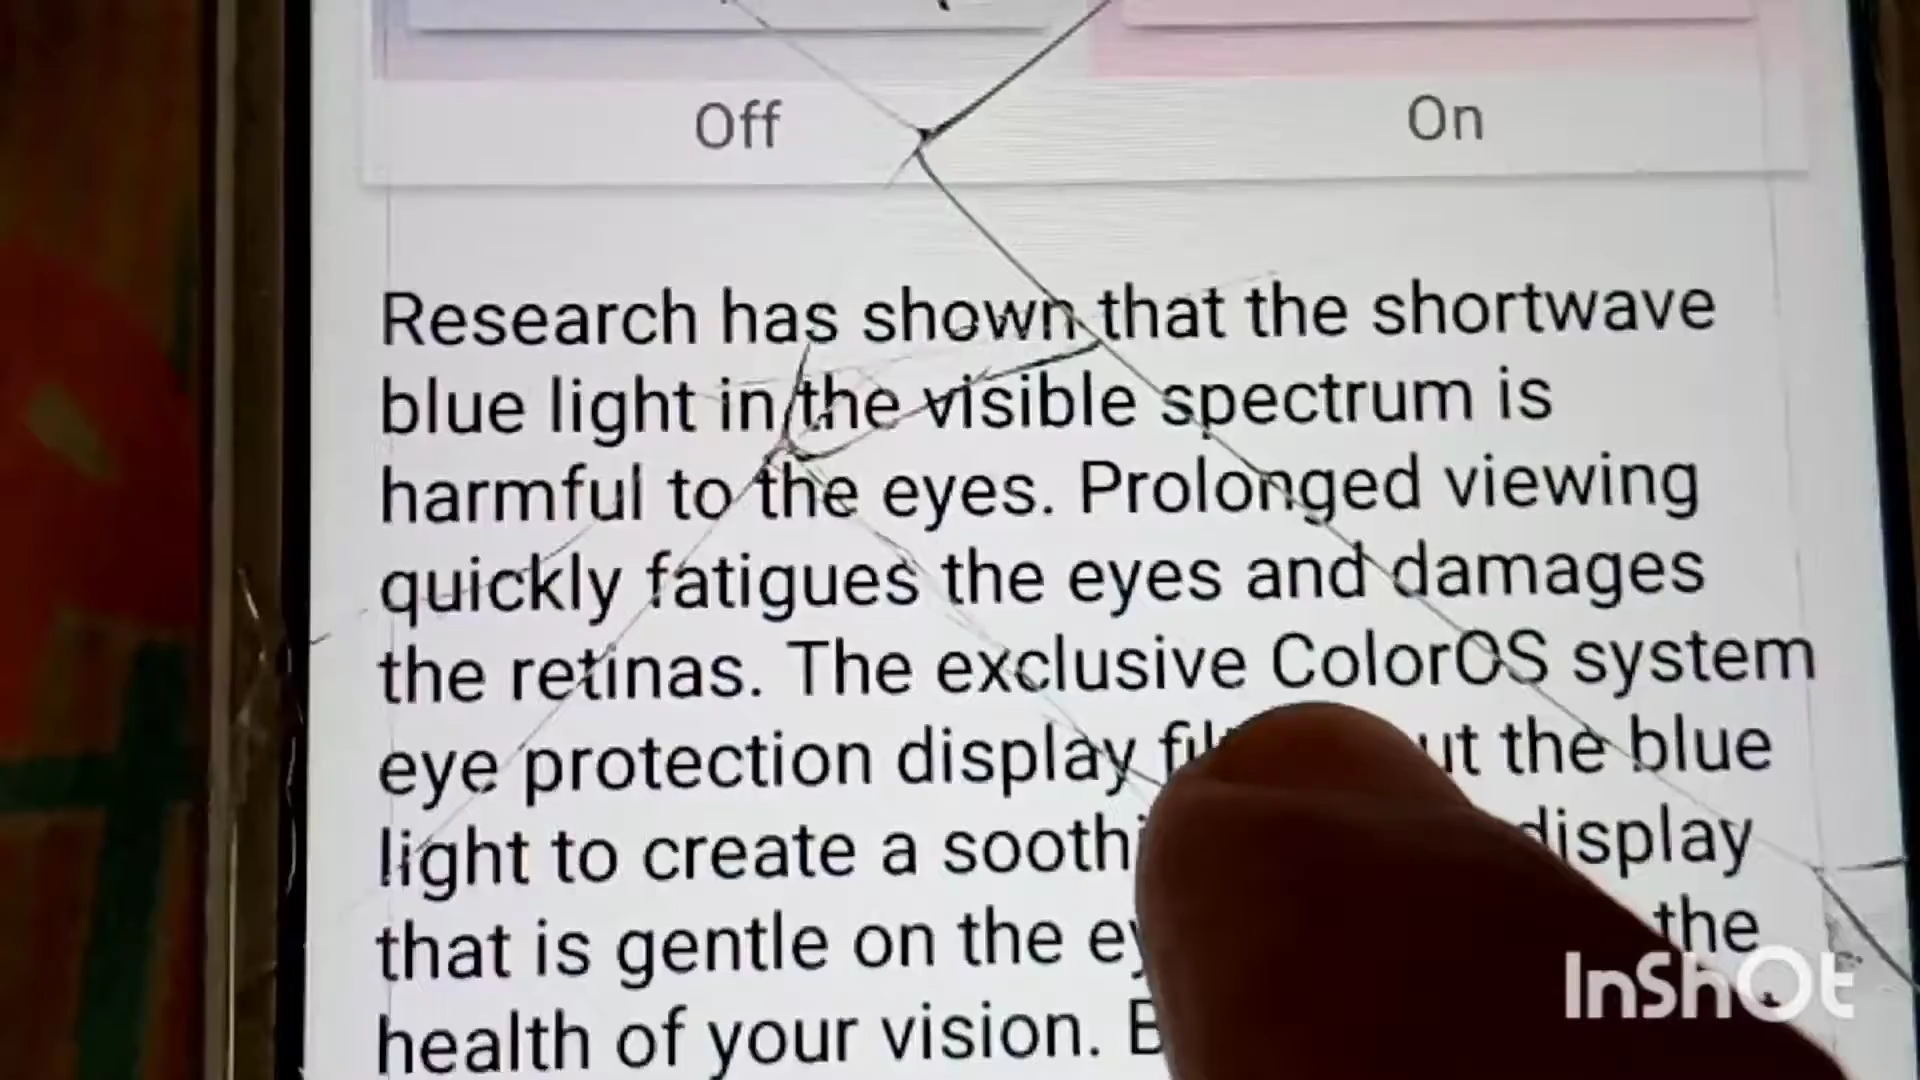 Off
On
Research has shown that the shortwave
blue light in the visible spectrum is
harmful to the eyes. Prolonged viewing
quickly fatigues the eyes and damages
the retinas. The exclusive ColorOS system
eye protection display the blue
light to create a display
that is gentle on the the
health of your vision.
InShOt